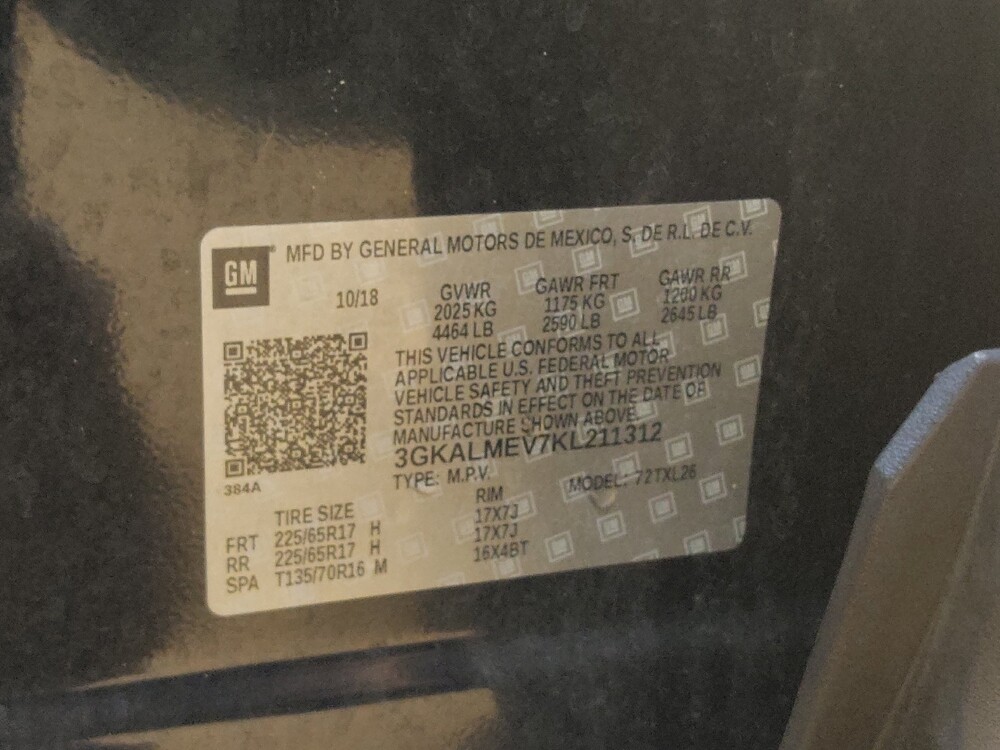 GM
MFD BY GENERAL MOTORS DE MEXICO, S. DE R.L. DE C.V.
10/18 GVWR GAWR FRT GAWR RR
2025 KG 1175 KG 1200 KG
4464 LB 2590 LB 2645 LB
THIS VEHICLE CONFORMS TO ALL
APPLICABLE U.S. FEDERAL MOTOR
VEHICLE SAFETY AND THEFT PREVENTION
STANDARDS IN EFFECT ON THE DATE OF
MANUFACTURE SHOWN ABOVE.
3GKALMEV7KL211312
TYPE: M.P.V. MODEL: 72TXL26
384A
TIRE SIZE RIM
FRT 225/65R17 H 17X7J
RR 225/65R17 H 17X7J
SPA T135/70R16 M 16X4BT